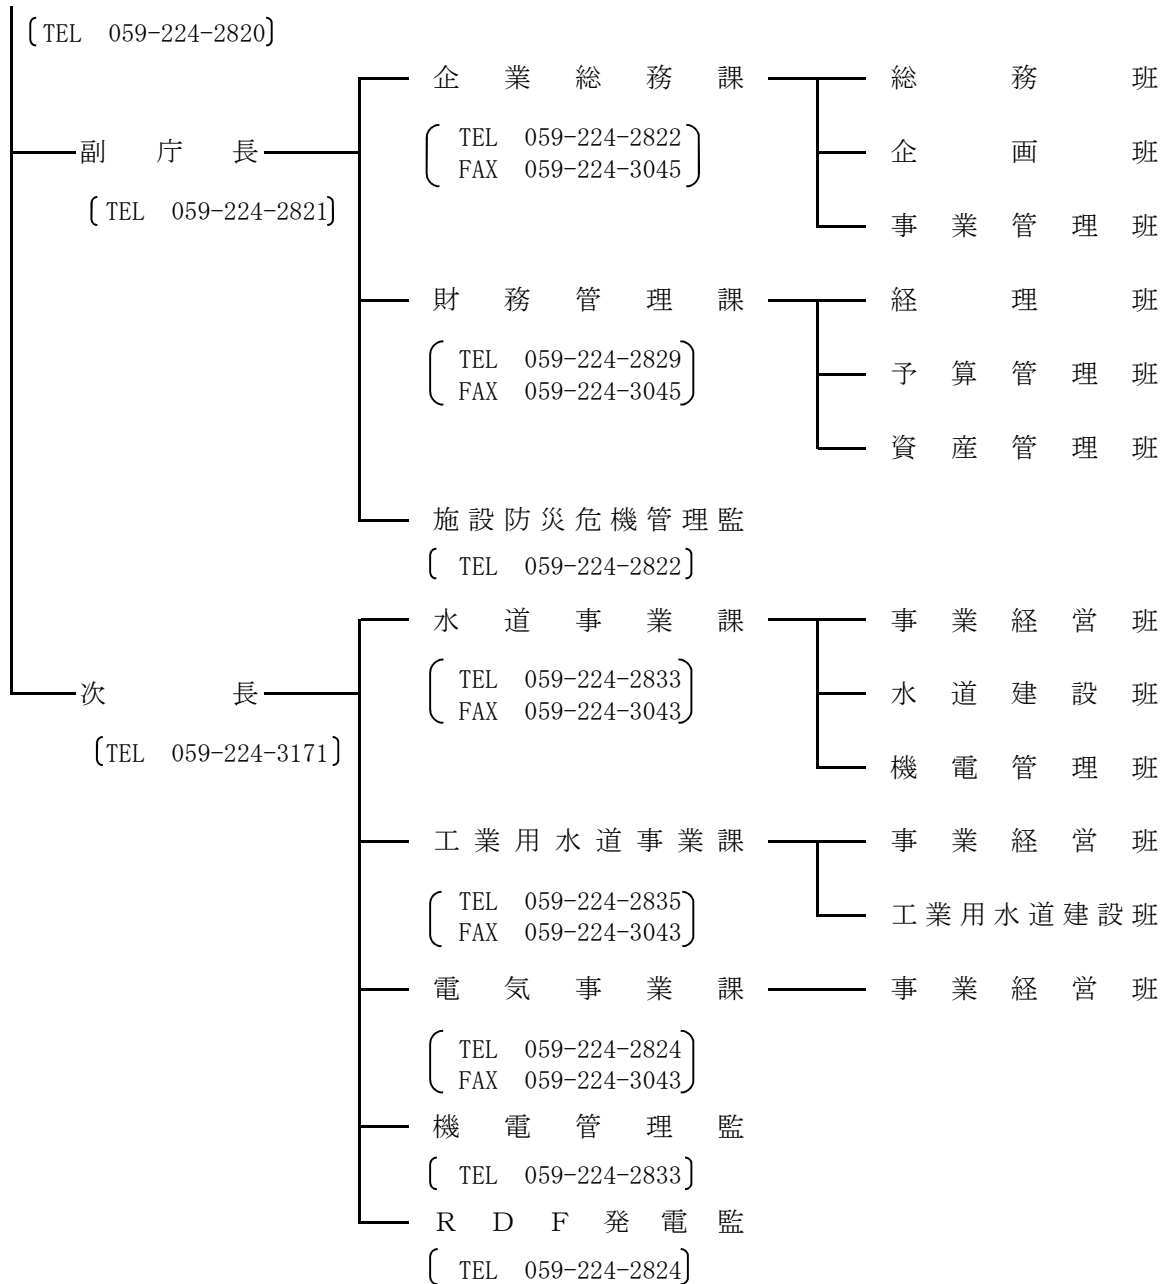 TEL 059-224-2820
企業総務課 総務班
TEL 059-224-2822
FAX 059-224-3045
副庁長 企画班
TEL 059-224-2821
事業管理班
財務管理課 経理班
TEL 059-224-2829
FAX 059-224-3045
予算管理班
資産管理班
施設防災危機管理監
TEL 059-224-2822
水道事業課 事業経営班
TEL 059-224-2833
FAX 059-224-3043
次長 水道建設班
TEL 059-224-3171
機電管理班
工業用水道事業課 事業経営班
TEL 059-224-2835
FAX 059-224-3043
工業用水道建設班
電気事業課 事業経営班
TEL 059-224-2824
FAX 059-224-3043
機電管理監
TEL 059-224-2833
ＲＤＦ発電監
TEL 059-224-2824